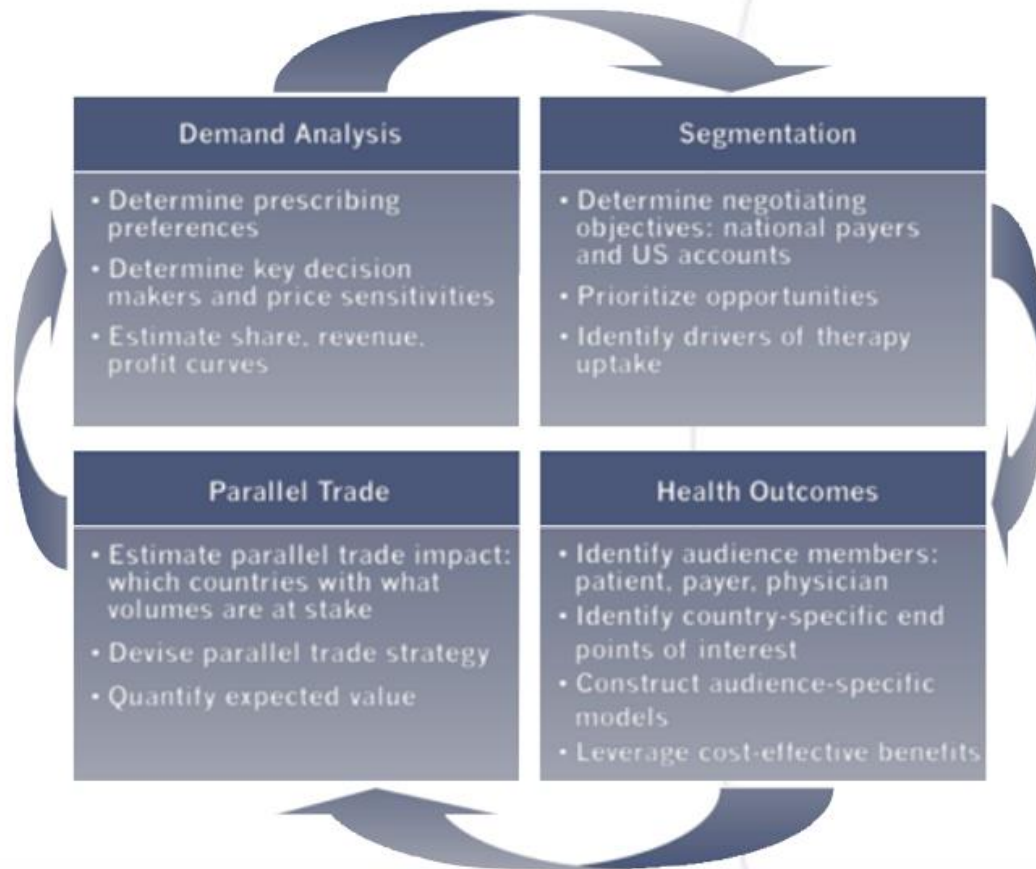 Demand Analysis
• Determine prescribing
preferences
• Determine key decision
makers and price sensitivities
• Estimate share, revenue,
profit curves
Segmentation
• Determine negotiating
objectives: national payers
and US accounts
• Prioritize opportunities
• Identify drivers of therapy
uptake
Parallel Trade
• Estimate parallel trade impact:
which countries with what
volumes are at stake
• Devise parallel trade strategy
• Quantify expected value
Health Outcomes
• Identify audience members:
patient, payer, physician
• Identify country-specific end
points of interest
• Construct audience-specific
models
• Leverage cost-effective benefits